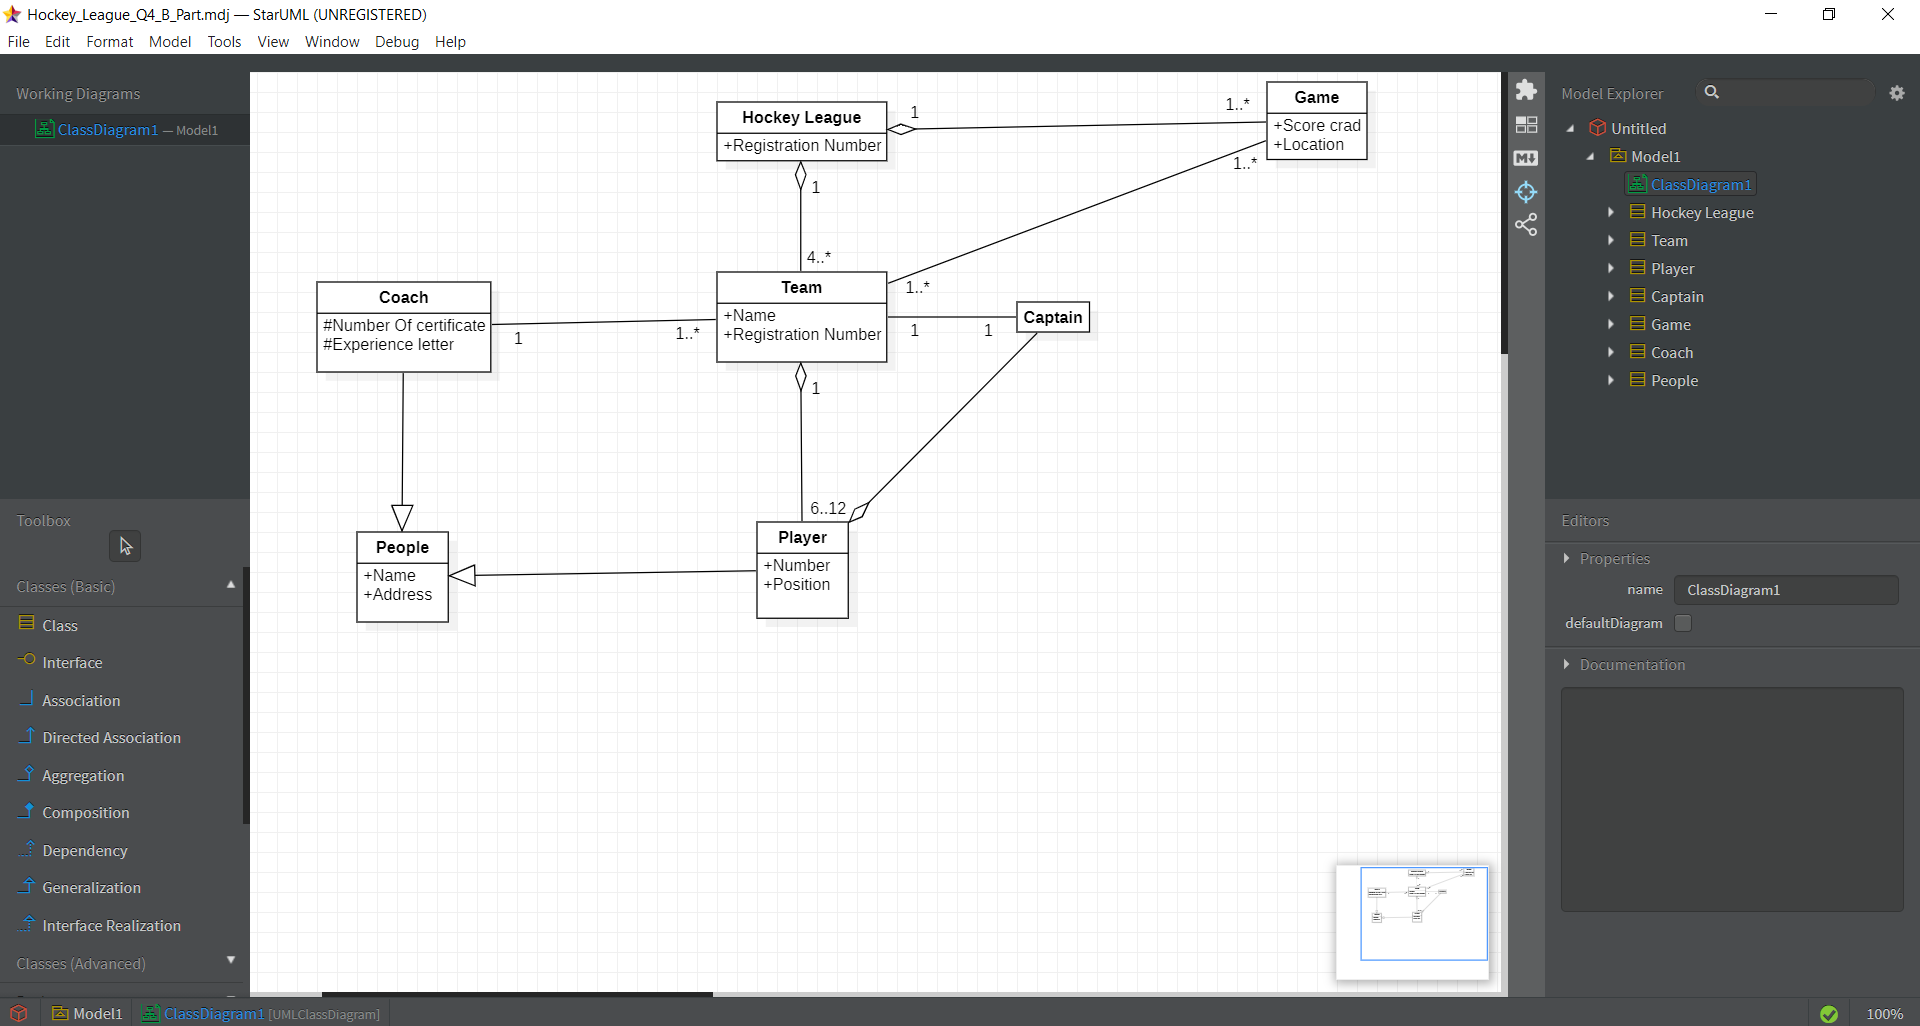 Hockey_League_Q4_B_Part.mdj — StarUML (UNREGISTERED)
File Edit Format Model Tools View Window Debug Help
Working Diagrams
ClassDiagram1 — Model1
Toolbox
Classes (Basic)
Class
Interface
Association
Directed Association
Aggregation
Composition
Dependency
Generalization
Interface Realization
Classes (Advanced)
Hockey League
+Registration Number
1
1..*
Game
+Score crad
+Location
1..*
1
4..*
Team
+Name
+Registration Number
1..*
1
1
Captain
Coach
#Number Of certificate
#Experience letter
1
1..*
1
6..12
Player
+Number
+Position
People
+Name
+Address
Model Explorer
Untitled
Model1
ClassDiagram1
Hockey League
Team
Player
Captain
Game
Coach
People
Editors
Properties
name ClassDiagram1
defaultDiagram
Documentation
Model1 ClassDiagram1 [UMLClassDiagram]
100%